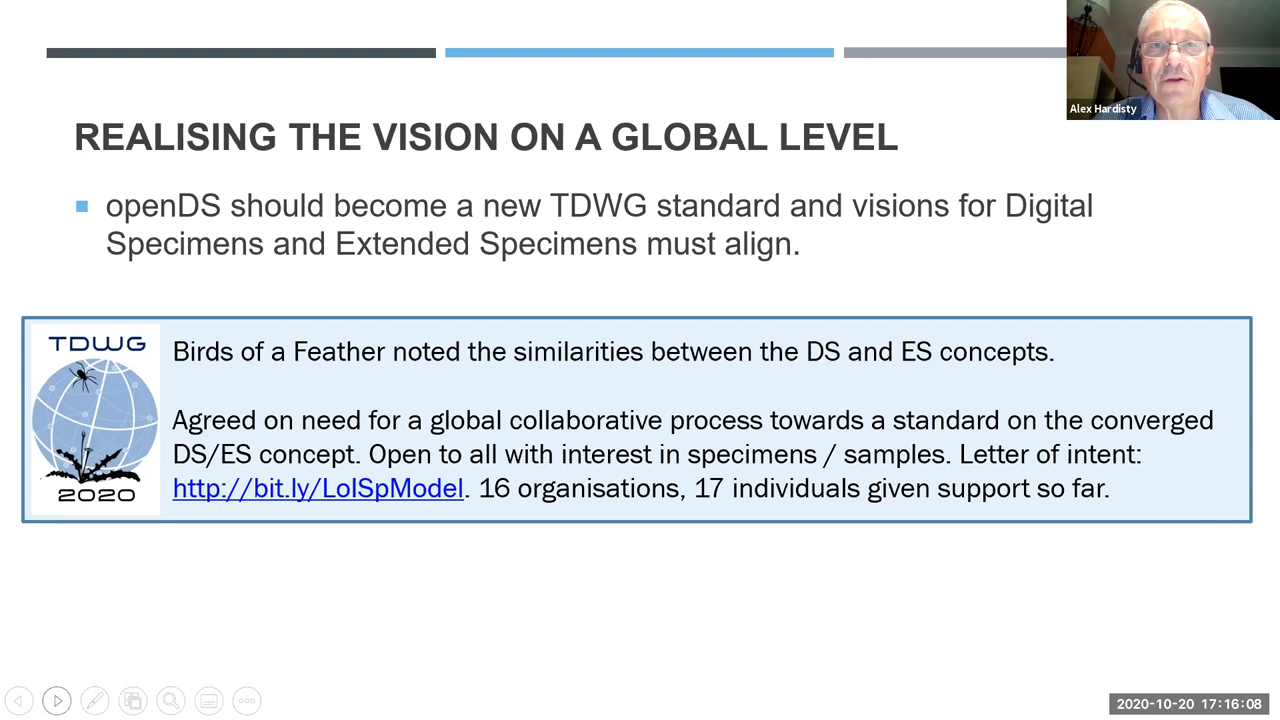 Alex Hardisty
REALISING THE VISION ON A GLOBAL LEVEL
openDS should become a new TDWG standard and visions for Digital
Specimens and Extended Specimens must align.
TDWG
2020
Birds of a Feather noted the similarities between the DS and ES concepts.
Agreed on need for a global collaborative process towards a standard on the converged
DS/ES concept. Open to all with interest in specimens / samples. Letter of intent:
http://bit.ly/LoISpModel. 16 organisations, 17 individuals given support so far.
2020-10-20 17:16:08